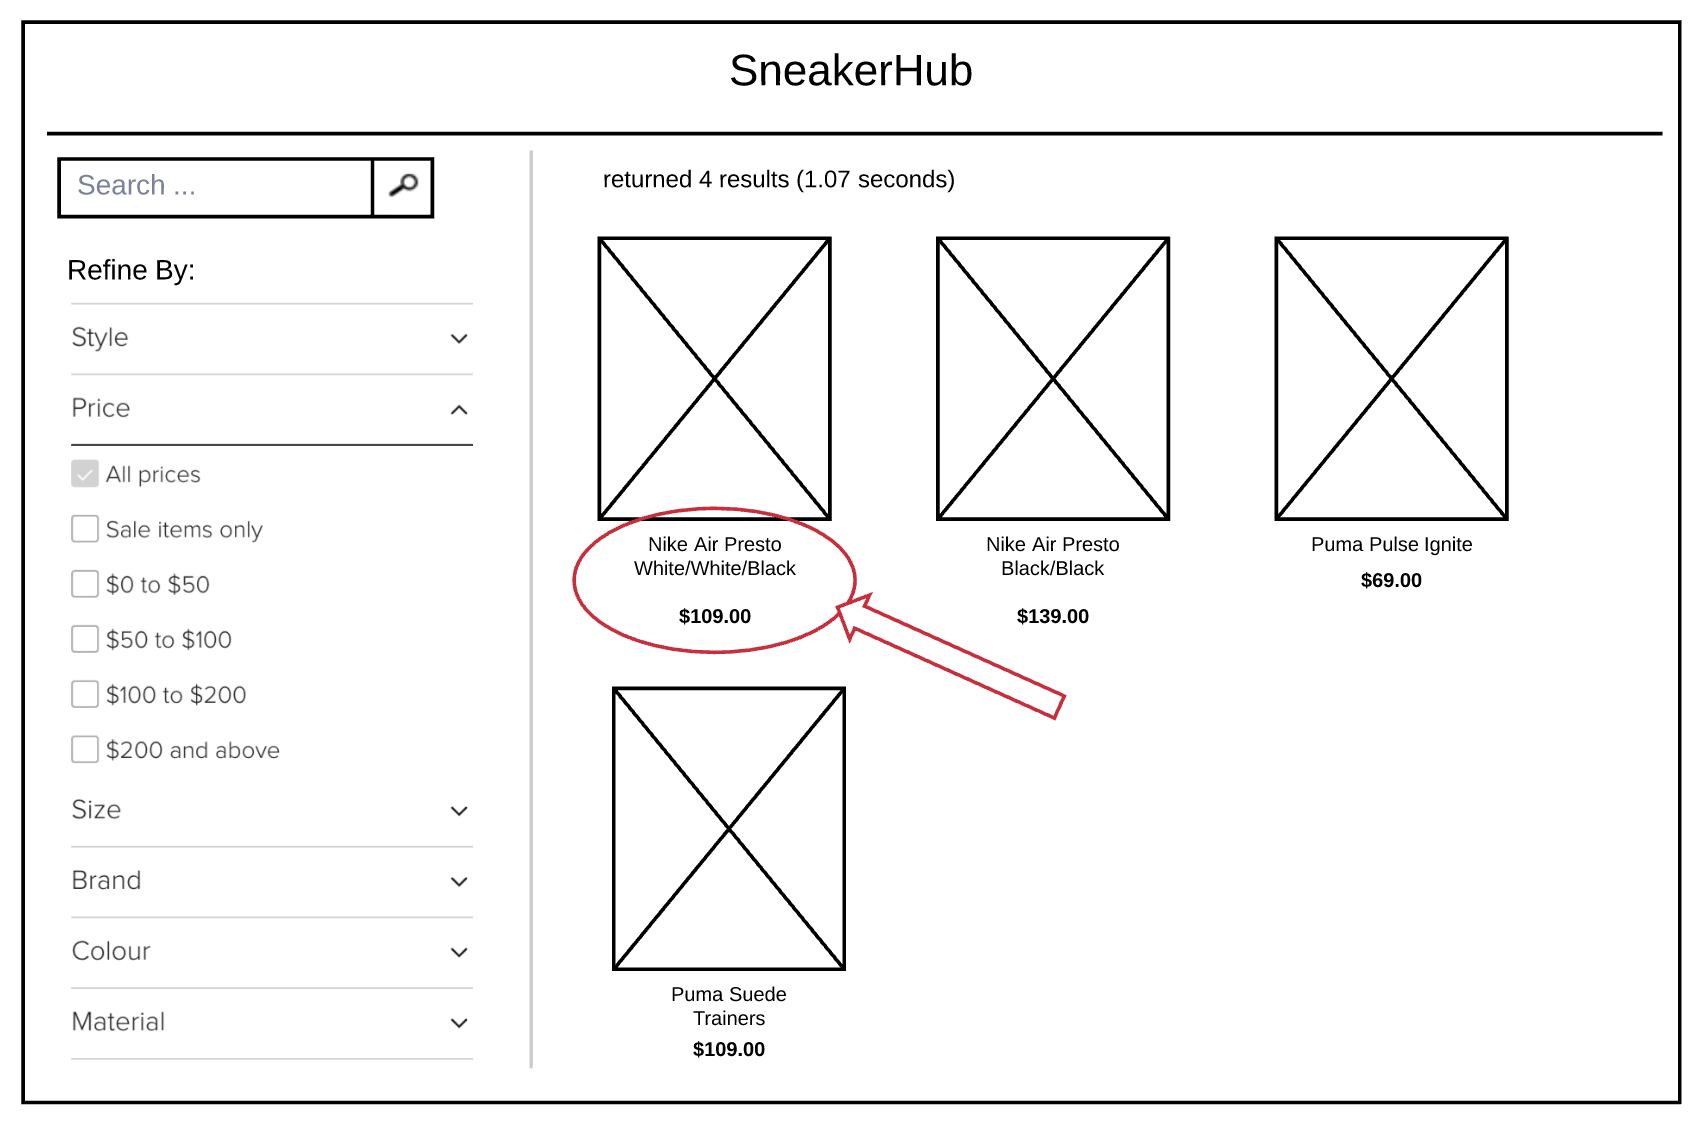 SneakerHub
Search ...
Refine By:
Style
Price
All prices
Sale items only
$0 to $50
$50 to $100
$100 to $200
$200 and above
Size
Brand
Colour
Material
returned 4 results (1.07 seconds)
Nike Air Presto
White/White/Black
$109.00
Nike Air Presto
Black/Black
$139.00
Puma Pulse Ignite
$69.00
Puma Suede
Trainers
$109.00